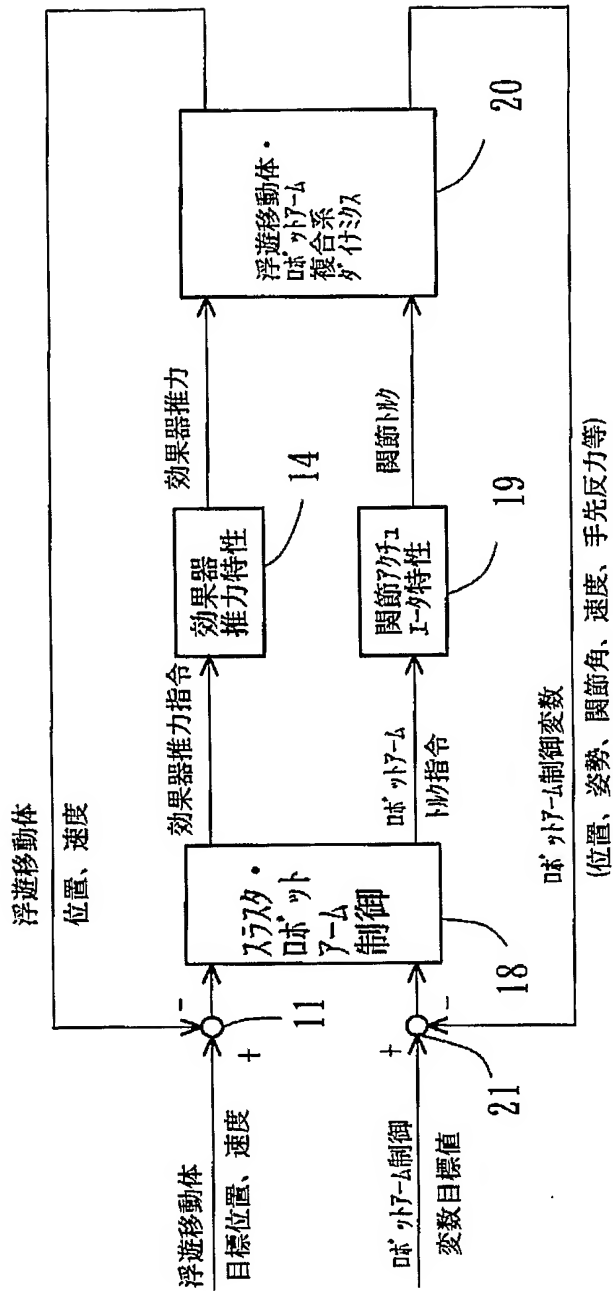 浮遊移動体
位置、速度
浮遊移動体
目標位置、速度
+
-
11
ロボットアーム制御
変数目標値
+
-
21
スラスタ・
ロボット
アーム
制御
18
効果器推力指令
ロボットアーム
トルク指令
効果器
推力特性
14
関節アクチュ
エータ特性
19
効果器推力
関節トルク
浮遊移動体・
ロボットアーム
複合系
ダイナミクス
20
ロボットアーム制御変数
(位置、姿勢、関節角、速度、手先反力等)